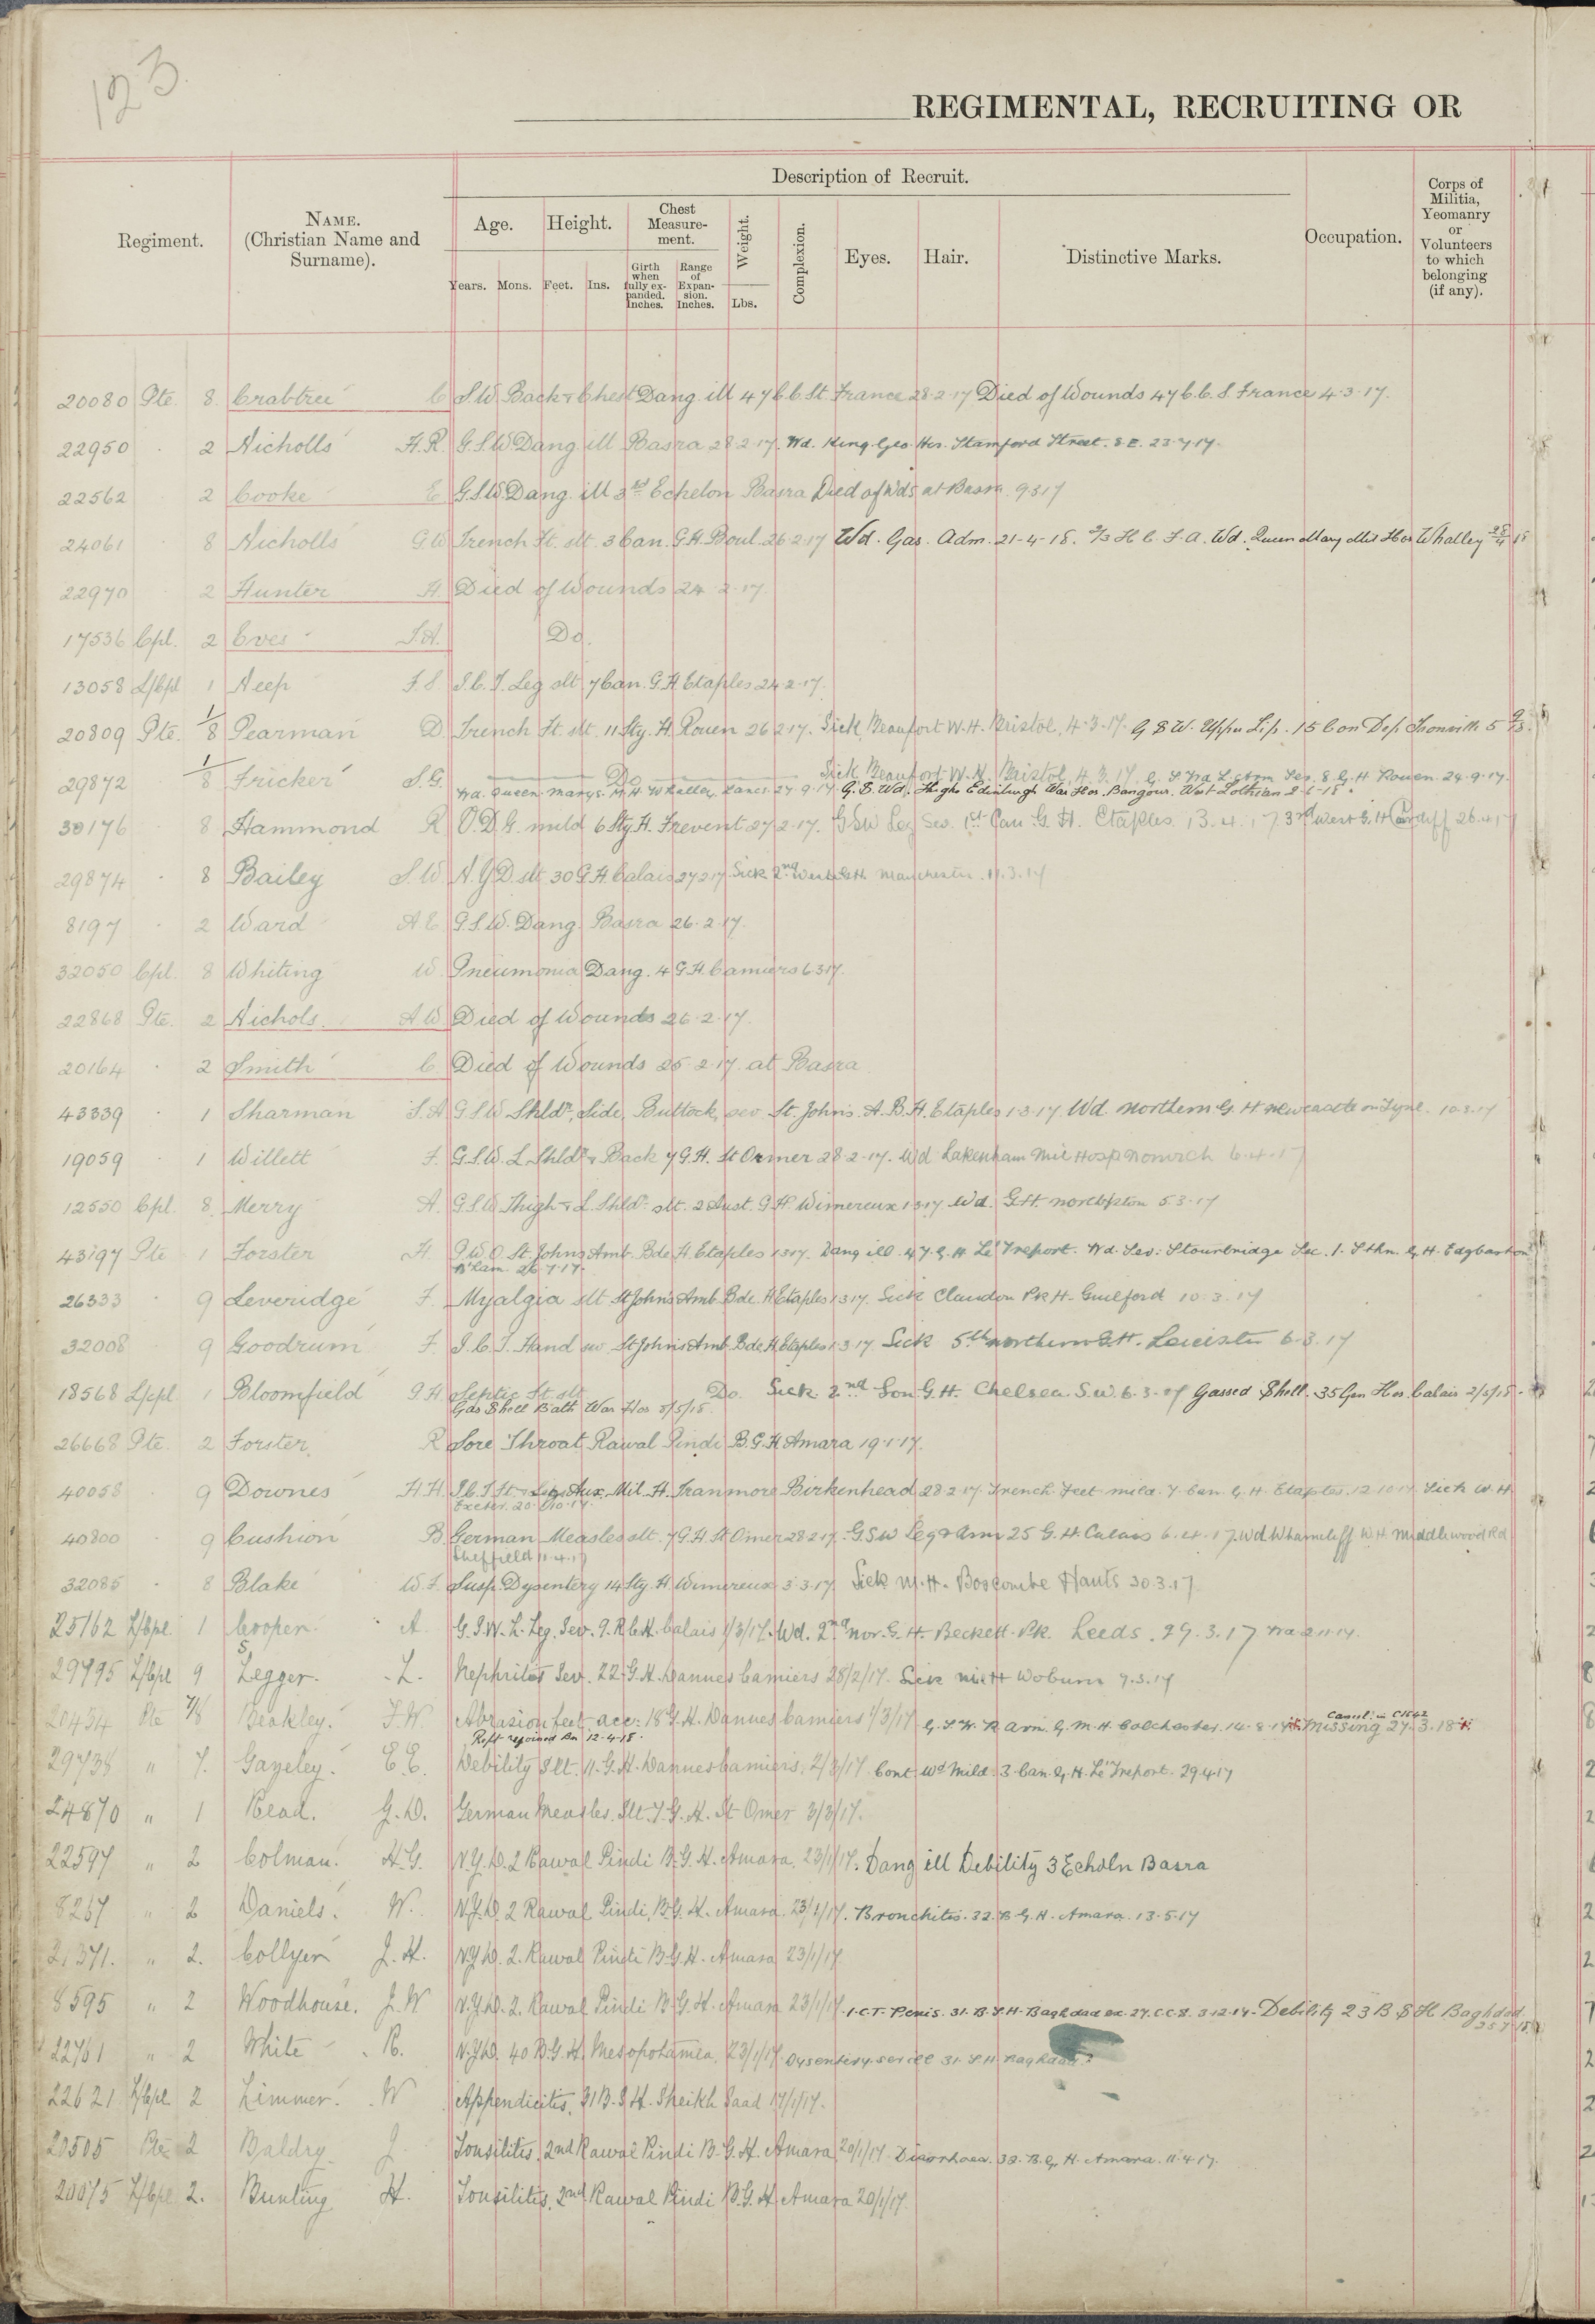 123
REGIMENTAL, RECRUITING OR
Description of Recruit.
Regiment.
NAME.
(Christian Name and
Surname).
Age.
Height.
Chest
Measure-
ment.
Weight.
Complexion.
Eyes.
Hair.
Distinctive Marks.
Occupation.
Corps of
Militia,
Yeomanry
or
Volunteers
to which
belonging
(if any).
Years. Mons. Feet. Ins.
Girth
when
fully ex-
panded.
Inches.
Range
of
Expan-
sion.
Inches.
Lbs.
20080 Pte. 8. Crabtree C S.W. Back & Chest Dang. ill 47 C.C.St. France 28.2.17 Died of Wounds 47 C.C.S. France 4.3.17.
22950 . 2 Nicholls H.R. G.S.W. Dang. ill Basra 28.2.17. Wd. King. Geo. Hos. Stamford Street. S.E. 23.7.17.
22562 2 Cooke E G.S.W. Dang. ill 3rd Echelon Basra Died of Wds at Basra 9.3.17
24061 . 8 Nicholls G.W Trench Ft. slt. 3 Can. G.H. Boul. 26.2.17 Wd. Gas. Adm. 21-4-18. 2/3 H C F.A. Wd. Queen Mary Mil Hos Whalley 28/4 18
22970 2 Hunter H. Died of Wounds 24.2.17.
17536 Cpl. 2 Eves S.A. Do.
13058 L/Cpl 1 Neep F.S. I.C.T. Leg slt 7 Can. G.H. Etaples 24.2.17.
20809 Pte. 1/8 Pearman D Trench Ft. slt. 11 Sty. H. Rouen 26.2.17. Sick Beaufort W.H. Bristol. 4.3.17. G S W. Upper Lip. 15 Con Dep Trouville 5
29872 1/8 Fricker S.G. Do Sick Beaufort W.H. Bristol. 4.3.17. G. S. Sev. 8 G.H Rouen 24.9.17.
Wd. Queen Marys. M.H Whalley Lancs 27.9.17. G.S. Wd. Thigh Edinburgh War Hos. Bangour. West Lothian 2-6-18.
30176 . 8 Hammond R O.D.G. mild 6 Sty. H. Frevent 27.2.17. GSW Leg Sev. 1st Can. G.H. Etaples 13.4.17 3rd West G.H Cardiff 26.4.17
29874 . 8 Bailey S.W N.Y.D. slt 30 G.H. Calais 27.2.17 Sick 2nd West G.H. Manchester. 11.3.17
8197 . 2 Ward A.E G.S.W. Dang. Basra 26.2.17.
32050 Cpl. 8 Whiting W. Pneumonia Dang. 4 G.H. Camiers 6.3.17.
22868 Pte. 2 Nichols A.W Died of Wounds 26.2.17.
20164 . 2 Smith C. Died of Wounds 25.2.17. at Basra.
43339 . 1 Sharman S.A G.S.W Shldr, Side, Buttock, sev St. John's A.B.H. Etaples 1.3.17. Wd. Northern G.H Newcastle on Tyne. 10.3.17
19059 . 1 Willett F. G.S.W. L Shldr & Back 7 G.H. St Omer 28.2.17. Wd Lakenham Mil Hosp Norwich 6.4.17
12550 Cpl. 8. Merry A. G.S.W Thigh & L. Shldr slt. 2 Aust. G.H. Wimereux 1.3.17 Wd. G.H. Northpton 5.3.17
43197 Pte 1 Forster H. P.U.O. St. Johns Amb. Bde H. Etaples 1.3.17. Dang ill. 47. G.H Le Treport. Wd. Sev: Stourbridge Sec. 1. Sthn. G.H. Edgbaston
B'ham. 26.7.17.
26333 . 9 Leveridge F. Myalgia slt St John's Amb. Bde. H Etaples 1.3.17. Sick Clandon Pk H. Guilford 10.3.17
32008 . 9 Goodrum F. I.C.T. Hand sev. St John's Amb. Bde H Etaples 1.3.17. Sick 5th Northern G.H. Leicester 6.3.17
18568 L/Cpl 1 Bloomfield G.H Septic Ft. slt. Do. Sick 2nd Lon G.H. Chelsea. S.W. 6-3-17 Gassed Shell. 35 Gen Hos. Calais 2/5/18.
Gas Shell Bath War Hos 8/5/18.
26668 Pte. 2 Forster R Sore Throat Rawal Pindi B.G.H Amara 19.1.17.
40058 . 9 Downes H.H. I.C.T. Ft & Leg Aux. Mil. H. Tranmore Birkenhead 28.2.17. Trench. Feet mild. 7. Can. G. H. Etaples. 12.10.17 Sick W.H
Exeter. 20.10.17.
40800 9 Cushion B German Measles slt. 7 G.H. St Omer 28.2.17. GSW Leg & Arm 25 G.H. Calais 6.4.17. Wd Wharncliff W.H. Middlewood Rd
Sheffield 11.4.17
32085 . 8 Blake W.F. Susp. Dysentery 14 Sty. H. Wimereux 3.3.17. Sick M.H. Boscombe Hants 30.3.17.
25162 L/Cpl. 1 Cooper. A. G.S.W. L. Leg. Sev. 9. R.C.H. Calais 1/3/17. Wd. 2nd Nor. G.H. Beckett. Pk. Leeds. 29.3.17
29795 L/Cpl 9 Legger. L. Nephritis Sev. 22. G.H. Dannes Camiers 28/2/17. Sick Mil H Woburn 9.3.17
20434 Pte 7/8 Beakley. F.W. Abrasion feet, acc: 18 G.H. Dannes Camiers 1/3/17 G.S.W. R Arm. G. M. H. Colchester. 14.8.17. Missing 27.3.18.
Cancl. in C1642
Reft rejoined Bn 12-4-18.
29738 " 7. Gazeley. E.E. Debility Slt. 11. G.H. Dannes Camiers. 2/3/17. Cont Wd Mild. 3. Can. G. H. Le Treport. 29.4.17
24870 " 1 Read. G.D. German Measles. Slt. 7. G.H. St Omer 3/3/17.
22597 " 2 Colman. H.G. N.Y.D. 2 Rawal Pindi B.G.H. Amara. 23/1/17. Dang ill Debility 3 Echeln Basra
8267 " 2 Daniels. W. N.Y.D. 2 Rawal Pindi, B.G.H. Amara. 23/1/17. Bronchitis. 32. B.G.H. Amara. 13.5.17
21371. " 2. Collyer J.H. N.Y.D. 2. Rawal Pindi B.G.H. Amara 23/1/17.
8595 " 2 Woodhouse. J.W N.Y.D. 2. Rawal Pindi B.G.H. Amara 23/1/17. I.C.T. Penis. 31. B.S.H. Baghdad ex. 27. C.C.S. 3.12.17. Debility 23 B S H Baghdad
25.7.18
22761 " 2 White R. N.Y.D. 40 B.G.H. Mesopotamia. 23/1/17. Dysentery. ser ill 31. S.H. Baghdad.
22621 L/Cpl 2 Limmer. W Appendicitis, 31 B.S.H. Sheikh Saad 17/1/17.
20505 Pte 2 Baldry J Tonsilitis, 2nd Rawal Pindi B.G.H. Amara 20/1/17. Diarrhoea. 32. B.G.H. Amara. 11.4.17.
20075 L/Cpl 2. Bunting H. Tonsilitis, 2nd Rawal Pindi B.G.H Amara 20/1/17.